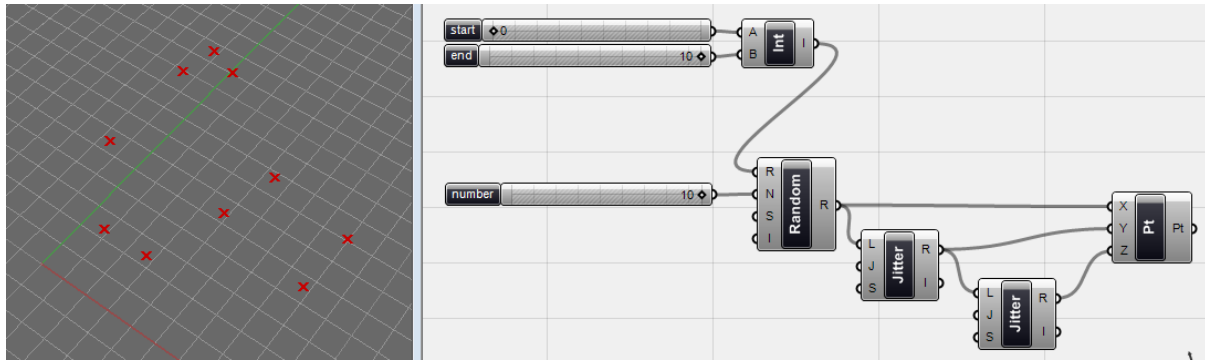 start 0
end 10
A B Int I
number 10
R N S I Random R
L J S Jitter R I
L J S Jitter R I
X Y Z Pt Pt